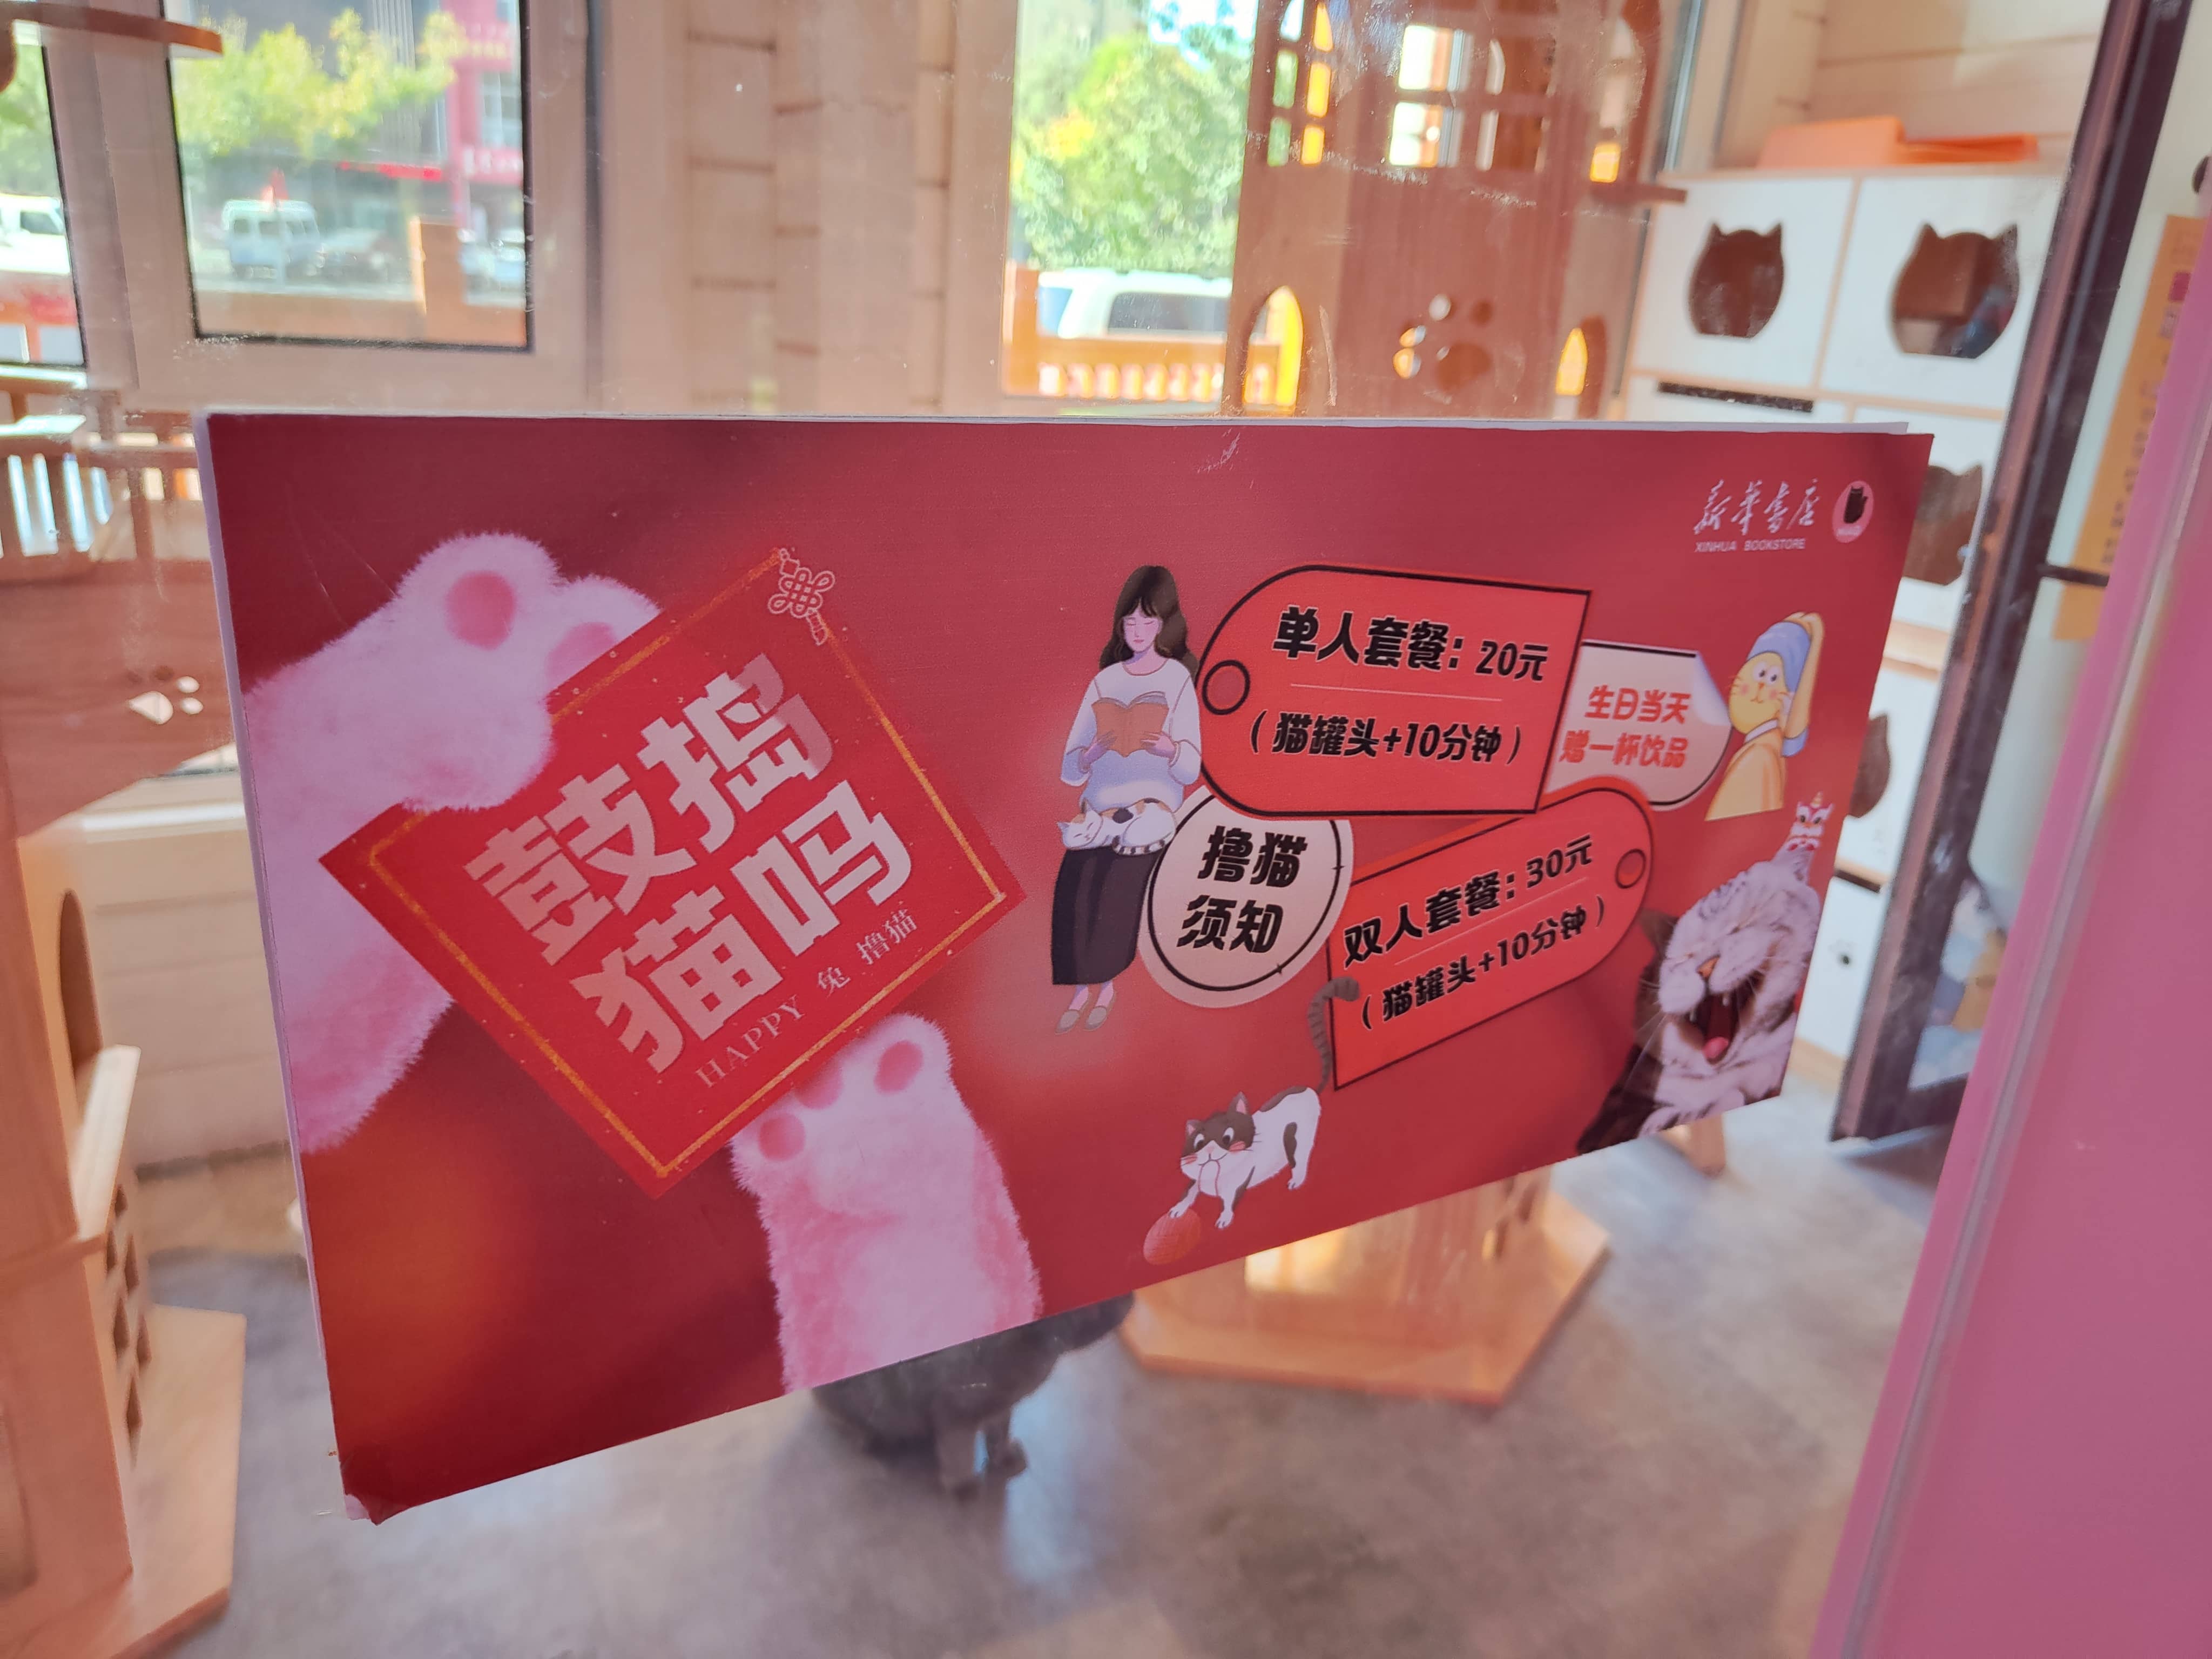 新华书店
XINHUA BOOKSTORE
鼓捣
猫吗
HAPPY 兔 撸猫
单人套餐：20元
（猫罐头+10分钟）
生日当天
赠一杯饮品
撸猫
须知
双人套餐：30元
（猫罐头+10分钟）